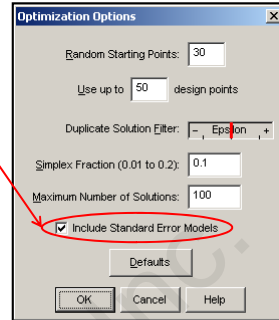 Optimization Options
Random Starting Points: 30
Use up to 50 design points
Duplicate Solution Filter: - Epsilon +
Simplex Fraction (0.01 to 0.2): 0.1
Maximum Number of Solutions: 100
Include Standard Error Models
Defaults
OK Cancel Help
nc.